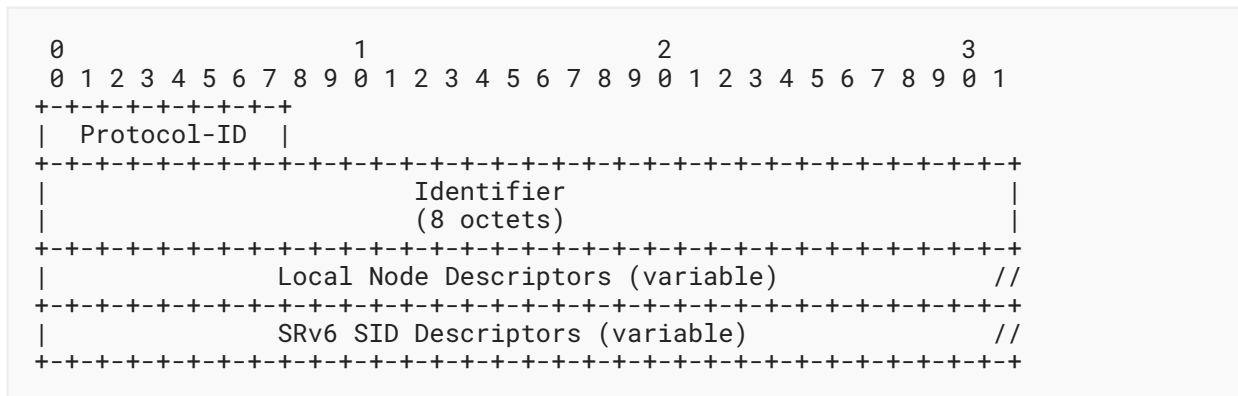 0                   1                   2                   3
 0 1 2 3 4 5 6 7 8 9 0 1 2 3 4 5 6 7 8 9 0 1 2 3 4 5 6 7 8 9 0 1
+-+-+-+-+-+-+-+-+
|  Protocol-ID  |
+-+-+-+-+-+-+-+-+-+-+-+-+-+-+-+-+-+-+-+-+-+-+-+-+-+-+-+-+-+-+-+-+
|                        Identifier                             |
|                        (8 octets)                             |
+-+-+-+-+-+-+-+-+-+-+-+-+-+-+-+-+-+-+-+-+-+-+-+-+-+-+-+-+-+-+-+-+
|               Local Node Descriptors (variable)              //
+-+-+-+-+-+-+-+-+-+-+-+-+-+-+-+-+-+-+-+-+-+-+-+-+-+-+-+-+-+-+-+-+
|               SRv6 SID Descriptors (variable)                //
+-+-+-+-+-+-+-+-+-+-+-+-+-+-+-+-+-+-+-+-+-+-+-+-+-+-+-+-+-+-+-+-+